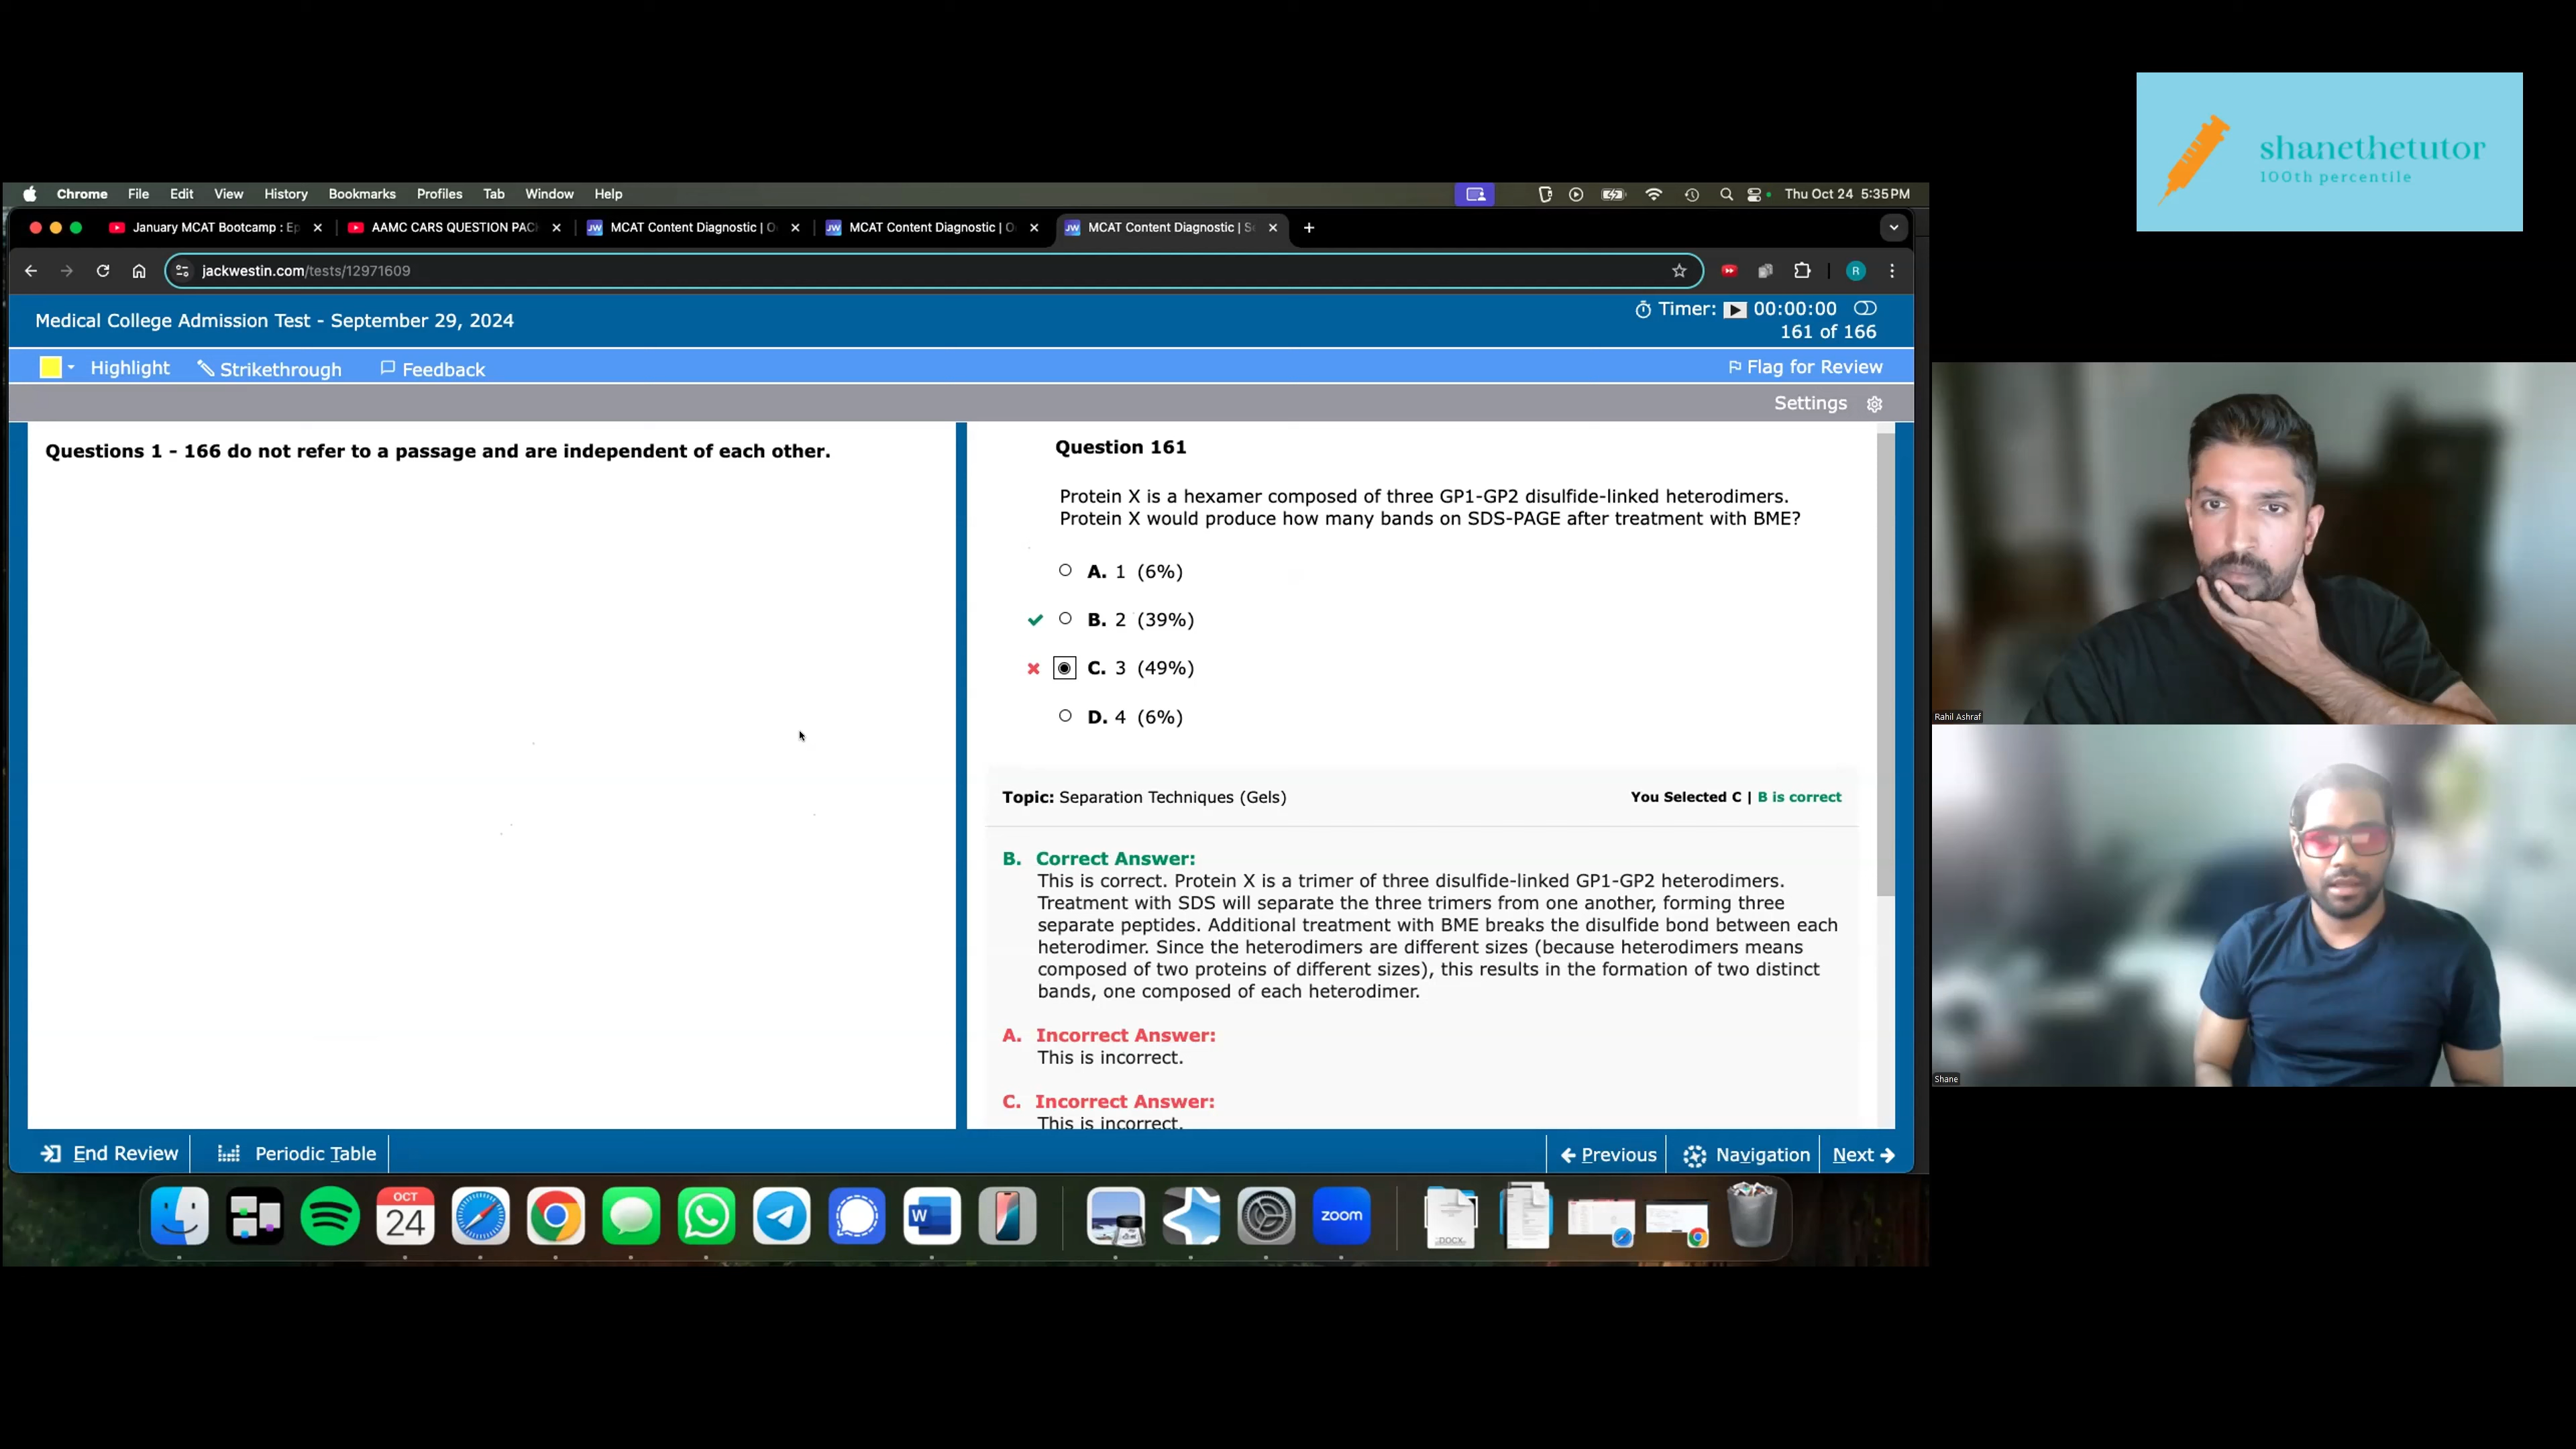 shanethetutor
100th percentile
Chrome File Edit View History Bookmarks Profiles Tab Window Help
Thu Oct 24 5:35 PM
January MCAT Bootcamp : Ep
AAMC CARS QUESTION PAC
MCAT Content Diagnostic | O
MCAT Content Diagnostic | O
MCAT Content Diagnostic | S
jackwestin.com/tests/12971609
R
Medical College Admission Test - September 29, 2024
Timer: 00:00:00
161 of 166
Highlight Strikethrough Feedback
Flag for Review
Settings
Questions 1 - 166 do not refer to a passage and are independent of each other.
Question 161
Protein X is a hexamer composed of three GP1-GP2 disulfide-linked heterodimers.
Protein X would produce how many bands on SDS-PAGE after treatment with BME?
A. 1 (6%)
B. 2 (39%)
C. 3 (49%)
D. 4 (6%)
Topic: Separation Techniques (Gels)
You Selected C | B is correct
B. Correct Answer:
This is correct. Protein X is a trimer of three disulfide-linked GP1-GP2 heterodimers.
Treatment with SDS will separate the three trimers from one another, forming three
separate peptides. Additional treatment with BME breaks the disulfide bond between each
heterodimer. Since the heterodimers are different sizes (because heterodimers means
composed of two proteins of different sizes), this results in the formation of two distinct
bands, one composed of each heterodimer.
A. Incorrect Answer:
This is incorrect.
C. Incorrect Answer:
This is incorrect.
End Review
Periodic Table
Previous
Navigation
Next
OCT
24
W
zoom
DOCX
Rahil Ashraf
Shane